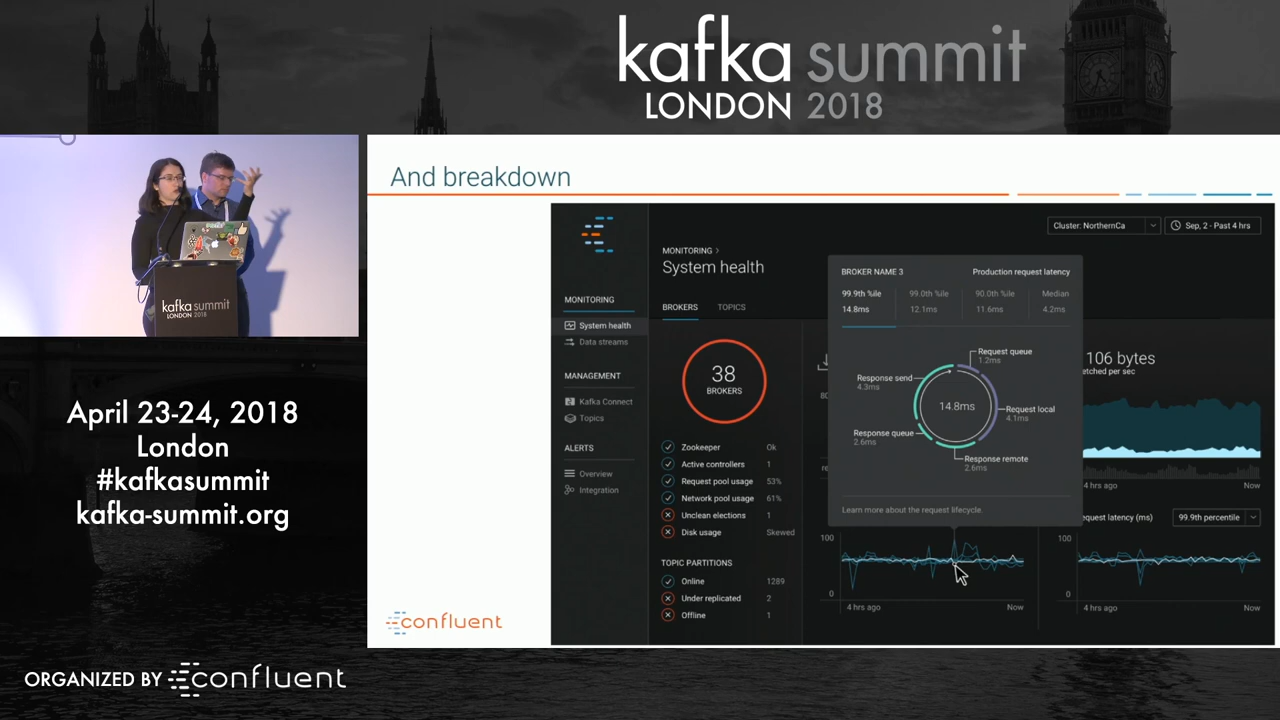 kafka summit
LONDON 2018
And breakdown
kafka summit
LONDON 2018
April 23-24, 2018
London
#kafkasummit
kafka-summit.org
ORGANIZED BY confluent
confluent
MONITORING
System health
Data streams
MANAGEMENT
Kafka Connect
Topics
ALERTS
Overview
Integration
MONITORING >
System health
Cluster: NorthernCa
Sep, 2 - Past 4 hrs
BROKERS TOPICS
38
BROKERS
Zookeeper Ok
Active controllers 1
Request pool usage 53%
Network pool usage 61%
Unclean elections 1
Disk usage Skewed
TOPIC PARTITIONS
Online 1289
Under replicated 2
Offline 1
BROKER NAME 3 Production request latency
99.9th %ile 99.0th %ile 90.0th %ile Median
14.8ms 12.1ms 11.6ms 4.2ms
Request queue
1.2ms
Response send
4.3ms
14.8ms
Request local
4.1ms
Response queue
2.6ms
Response remote
2.6ms
Learn more about the request lifecycle
106 bytes
etched per sec
4 hrs ago Now
equest latency (ms) 99.9th percentile
100
0
4 hrs ago Now
100
0
4 hrs ago Now